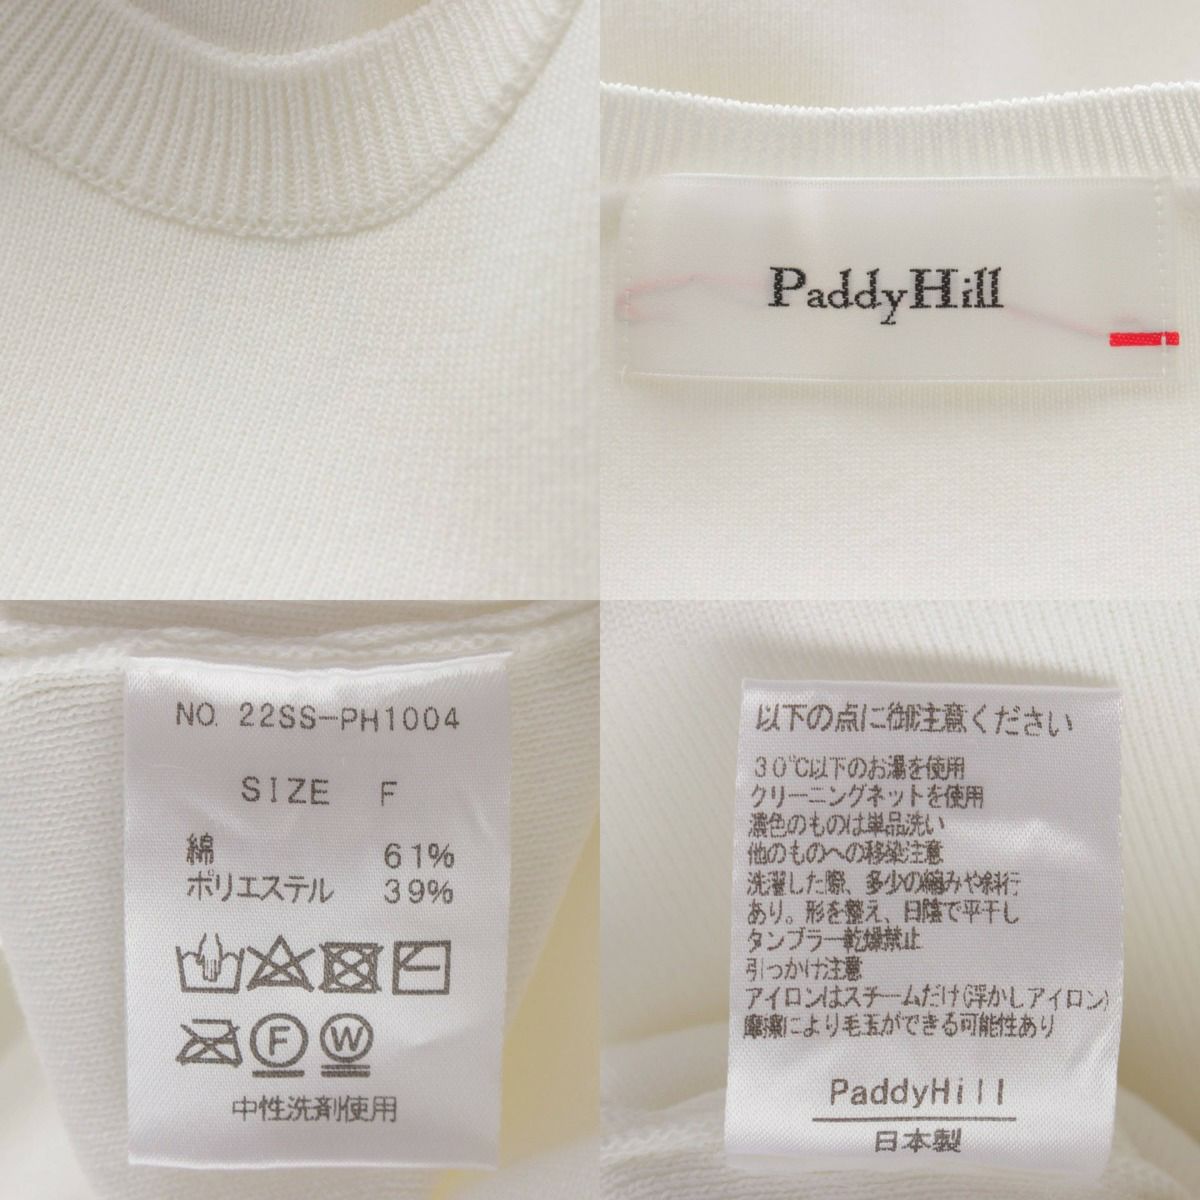 PaddyHill
NO. 22SS-PH1004
SIZE F
綿 61%
ポリエステル 39%
F W
中性洗剤使用
以下の点に御注意ください
30℃以下のお湯を使用
クリーニングネットを使用
濃色のものは単品洗い
他のものへの移染注意
洗濯した際、多少の縮みや斜行
あり。形を整え、日陰で平干し
タンブラー乾燥禁止
引っかけ注意
アイロンはスチームだけ(浮かしアイロン)
摩擦により毛玉ができる可能性あり
PaddyHill
日本製